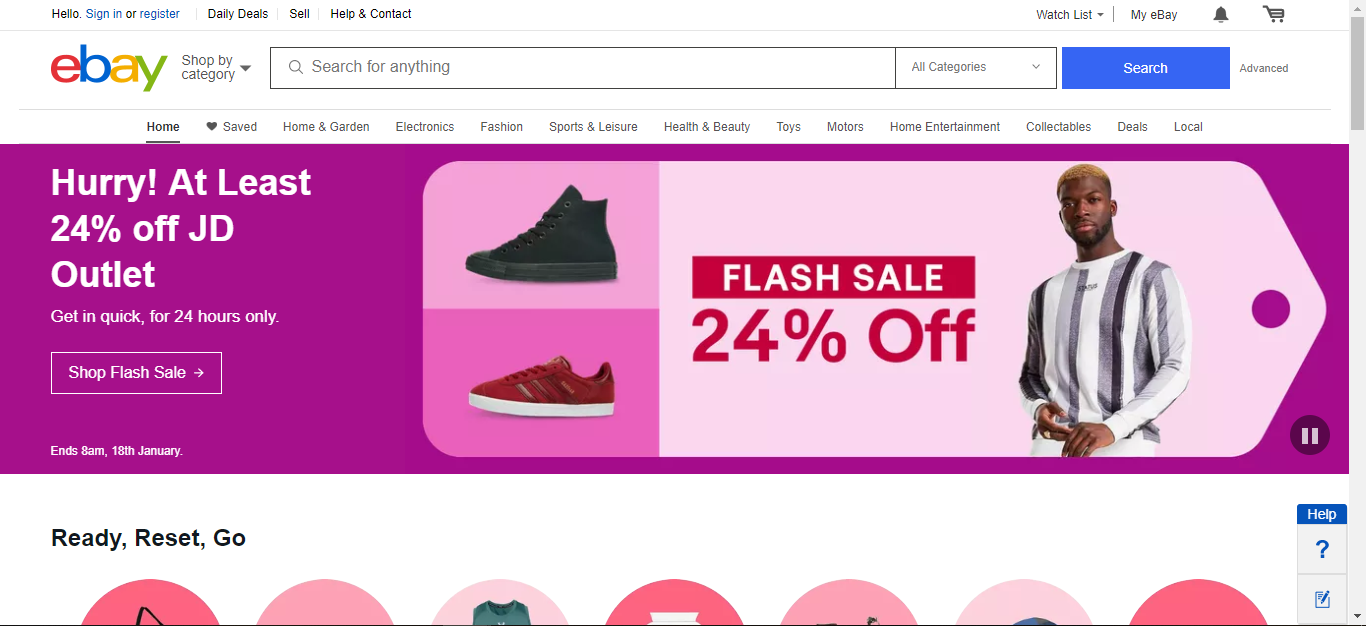 Hello. Sign in or register Daily Deals Sell Help & Contact Watch List My eBay
ebay
Shop by
category
Search for anything
All Categories
Search
Advanced
Home Saved Home & Garden Electronics Fashion Sports & Leisure Health & Beauty Toys Motors Home Entertainment Collectables Deals Local
Hurry! At Least
24% off JD
Outlet
Get in quick, for 24 hours only.
Shop Flash Sale →
Ends 8am, 18th January.
FLASH SALE
24% Off
STATUS
Help
?
Ready, Reset, Go